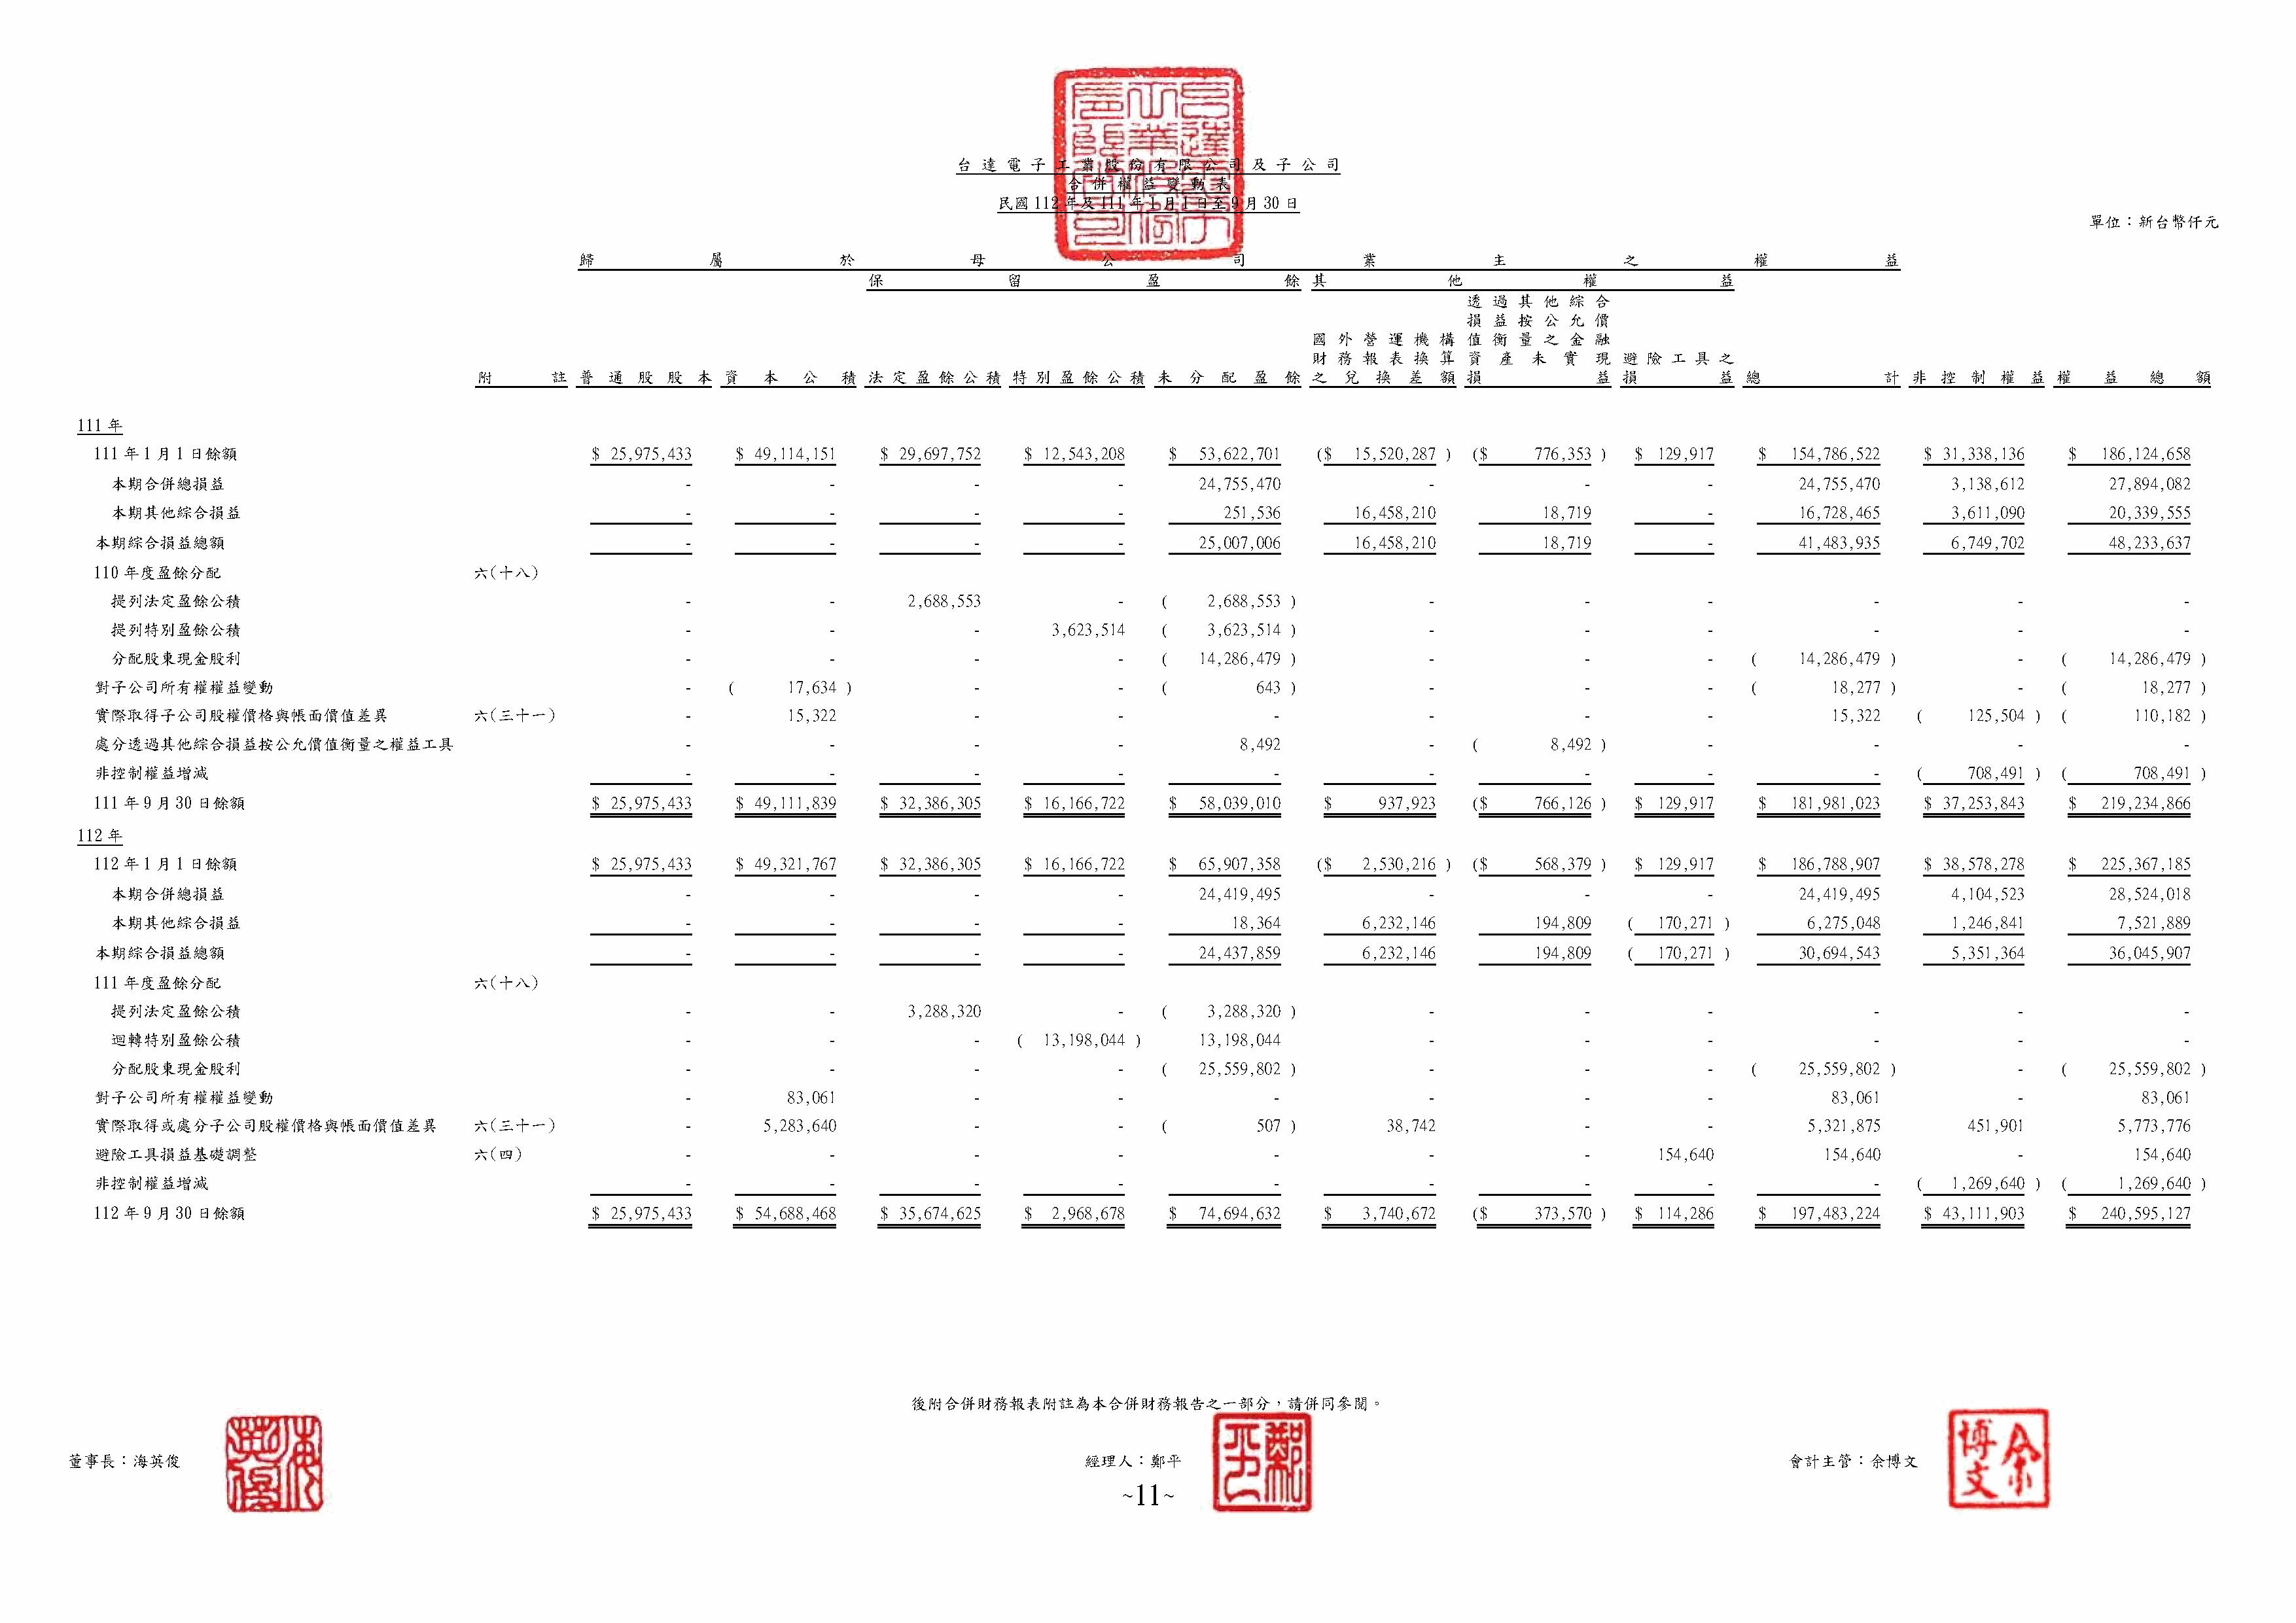 台達電子工業股份有限公司及子公司
合併權益變動表
民國112年及111年1月1日至9月30日
單位：新台幣仟元
歸屬於母公司業主之權益
保留盈餘 其他權益
透過其他綜合
損益按公允價
國外營運機構 值衡量之金融
財務報表換算 資產未實現 避險工具之
附註 普通股股本 資本公積 法定盈餘公積 特別盈餘公積 未分配盈餘 之兌換差額 損益 損益 總計 非控制權益 權益總額
111年
111年1月1日餘額 $ 25,975,433 $ 49,114,151 $ 29,697,752 $ 12,543,208 $ 53,622,701 ($ 15,520,287 ) ($ 776,353 ) $ 129,917 $ 154,786,522 $ 31,338,136 $ 186,124,658
本期合併總損益 - - - - 24,755,470 - - - 24,755,470 3,138,612 27,894,082
本期其他綜合損益 - - - - 251,536 16,458,210 18,719 - 16,728,465 3,611,090 20,339,555
本期綜合損益總額 - - - - 25,007,006 16,458,210 18,719 - 41,483,935 6,749,702 48,233,637
110年度盈餘分配 六(十八)
提列法定盈餘公積 - - 2,688,553 - ( 2,688,553 ) - - - - - -
提列特別盈餘公積 - - - 3,623,514 ( 3,623,514 ) - - - - - -
分配股東現金股利 - - - - ( 14,286,479 ) - - - ( 14,286,479 ) - ( 14,286,479 )
對子公司所有權權益變動 - ( 17,634 ) - - ( 643 ) - - - ( 18,277 ) - ( 18,277 )
實際取得子公司股權價格與帳面價值差異 六(三十一) - 15,322 - - - - - - 15,322 ( 125,504 ) ( 110,182 )
處分透過其他綜合損益按公允價值衡量之權益工具 - - - - 8,492 - ( 8,492 ) - - - -
非控制權益增減 - - - - - - - - - ( 708,491 ) ( 708,491 )
111年9月30日餘額 $ 25,975,433 $ 49,111,839 $ 32,386,305 $ 16,166,722 $ 58,039,010 $ 937,923 ($ 766,126 ) $ 129,917 $ 181,981,023 $ 37,253,843 $ 219,234,866
112年
112年1月1日餘額 $ 25,975,433 $ 49,321,767 $ 32,386,305 $ 16,166,722 $ 65,907,358 ($ 2,530,216 ) ($ 568,379 ) $ 129,917 $ 186,788,907 $ 38,578,278 $ 225,367,185
本期合併總損益 - - - - 24,419,495 - - - 24,419,495 4,104,523 28,524,018
本期其他綜合損益 - - - - 18,364 6,232,146 194,809 ( 170,271 ) 6,275,048 1,246,841 7,521,889
本期綜合損益總額 - - - - 24,437,859 6,232,146 194,809 ( 170,271 ) 30,694,543 5,351,364 36,045,907
111年度盈餘分配 六(十八)
提列法定盈餘公積 - - 3,288,320 - ( 3,288,320 ) - - - - - -
迴轉特別盈餘公積 - - - ( 13,198,044 ) 13,198,044 - - - - - -
分配股東現金股利 - - - - ( 25,559,802 ) - - - ( 25,559,802 ) - ( 25,559,802 )
對子公司所有權權益變動 - 83,061 - - - - - - 83,061 - 83,061
實際取得或處分子公司股權價格與帳面價值差異 六(三十一) - 5,283,640 - - ( 507 ) 38,742 - - 5,321,875 451,901 5,773,776
避險工具損益基礎調整 六(四) - - - - - - - 154,640 154,640 - 154,640
非控制權益增減 - - - - - - - - - ( 1,269,640 ) ( 1,269,640 )
112年9月30日餘額 $ 25,975,433 $ 54,688,468 $ 35,674,625 $ 2,968,678 $ 74,694,632 $ 3,740,672 ($ 373,570 ) $ 114,286 $ 197,483,224 $ 43,111,903 $ 240,595,127
後附合併財務報表附註為本合併財務報告之一部分，請併同參閱。
董事長：海英俊 經理人：鄭平 會計主管：余博文
~11~